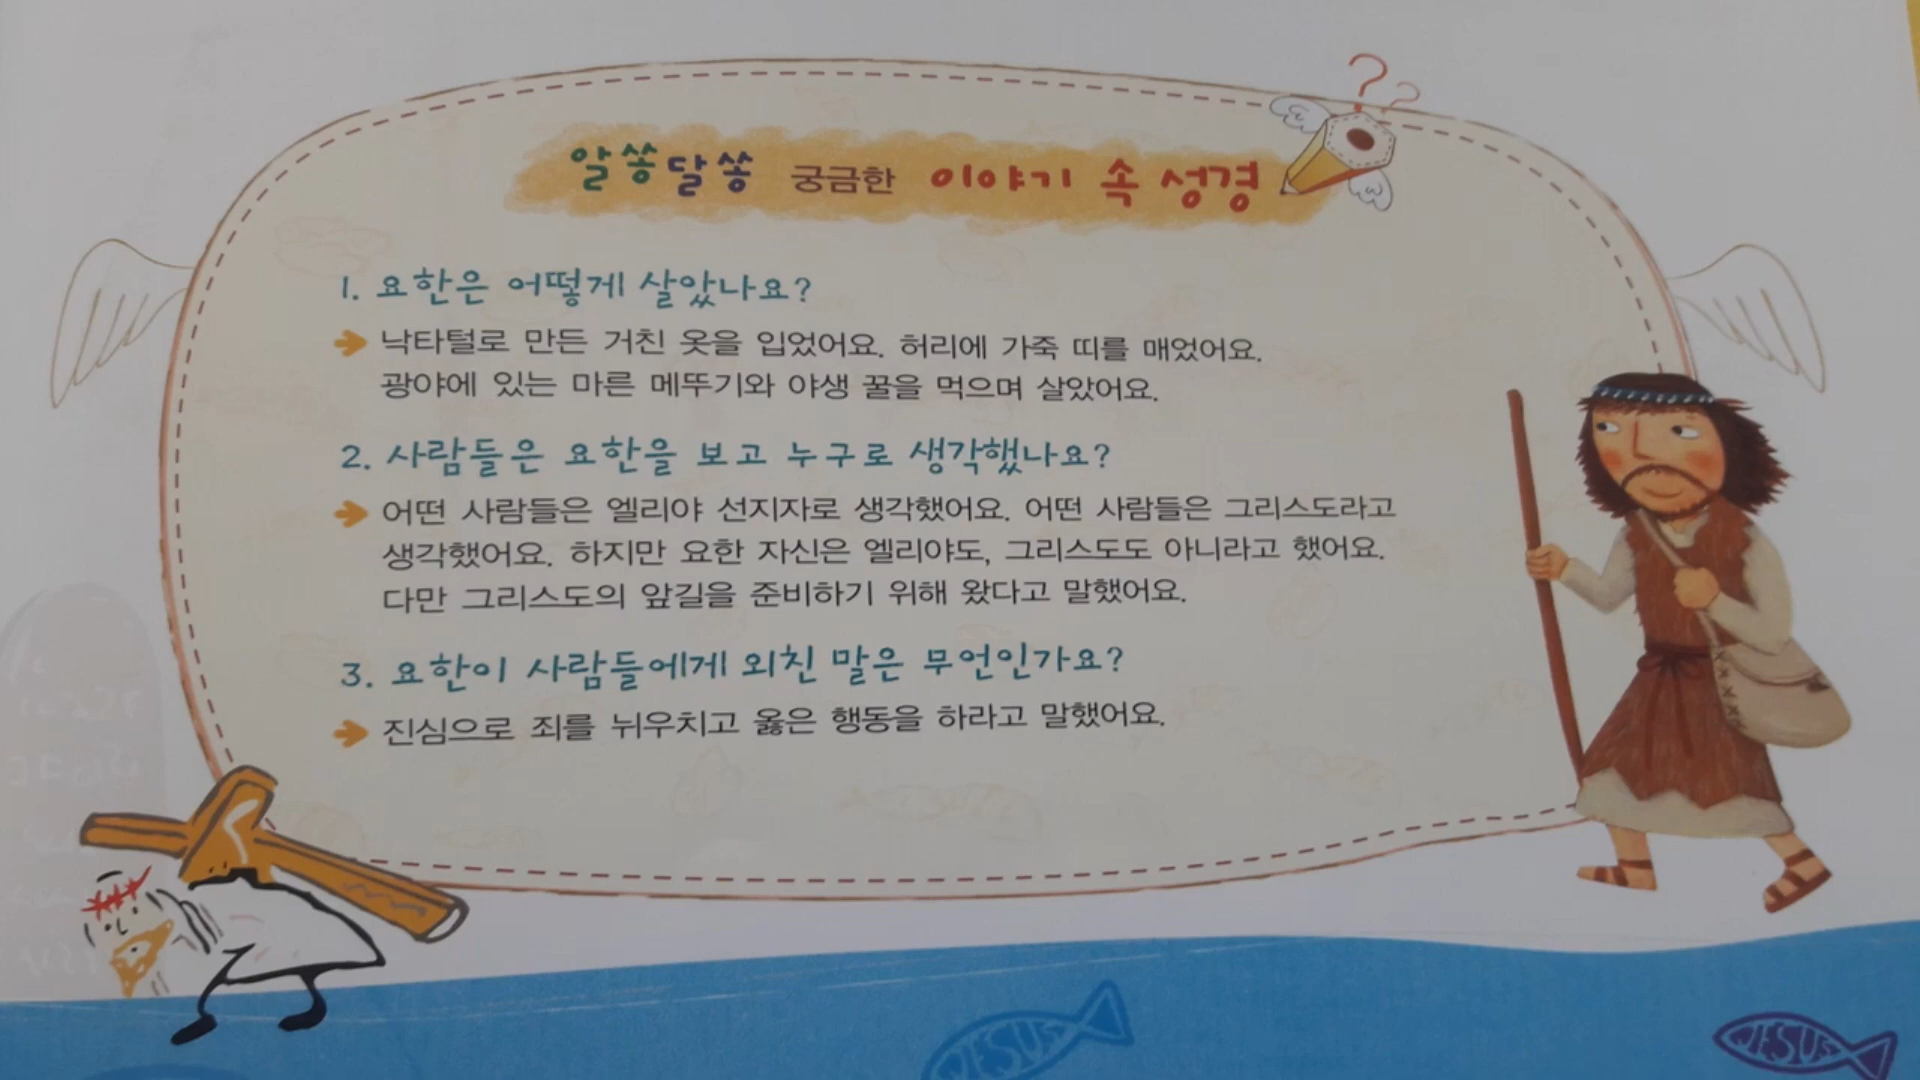 알쏭달쏭 궁금한 이야기 속 성경
1. 요한은 어떻게 살았나요?
낙타털로 만든 거친 옷을 입었어요. 허리에 가죽 띠를 매었어요.
광야에 있는 마른 메뚜기와 야생 꿀을 먹으며 살았어요.
2. 사람들은 요한을 보고 누구로 생각했나요?
어떤 사람들은 엘리야 선지자로 생각했어요. 어떤 사람들은 그리스도라고
생각했어요. 하지만 요한 자신은 엘리야도, 그리스도도 아니라고 했어요.
다만 그리스도의 앞길을 준비하기 위해 왔다고 말했어요.
3. 요한이 사람들에게 외친 말은 무언인가요?
진심으로 죄를 뉘우치고 옳은 행동을 하라고 말했어요.
JESUS
JESUS